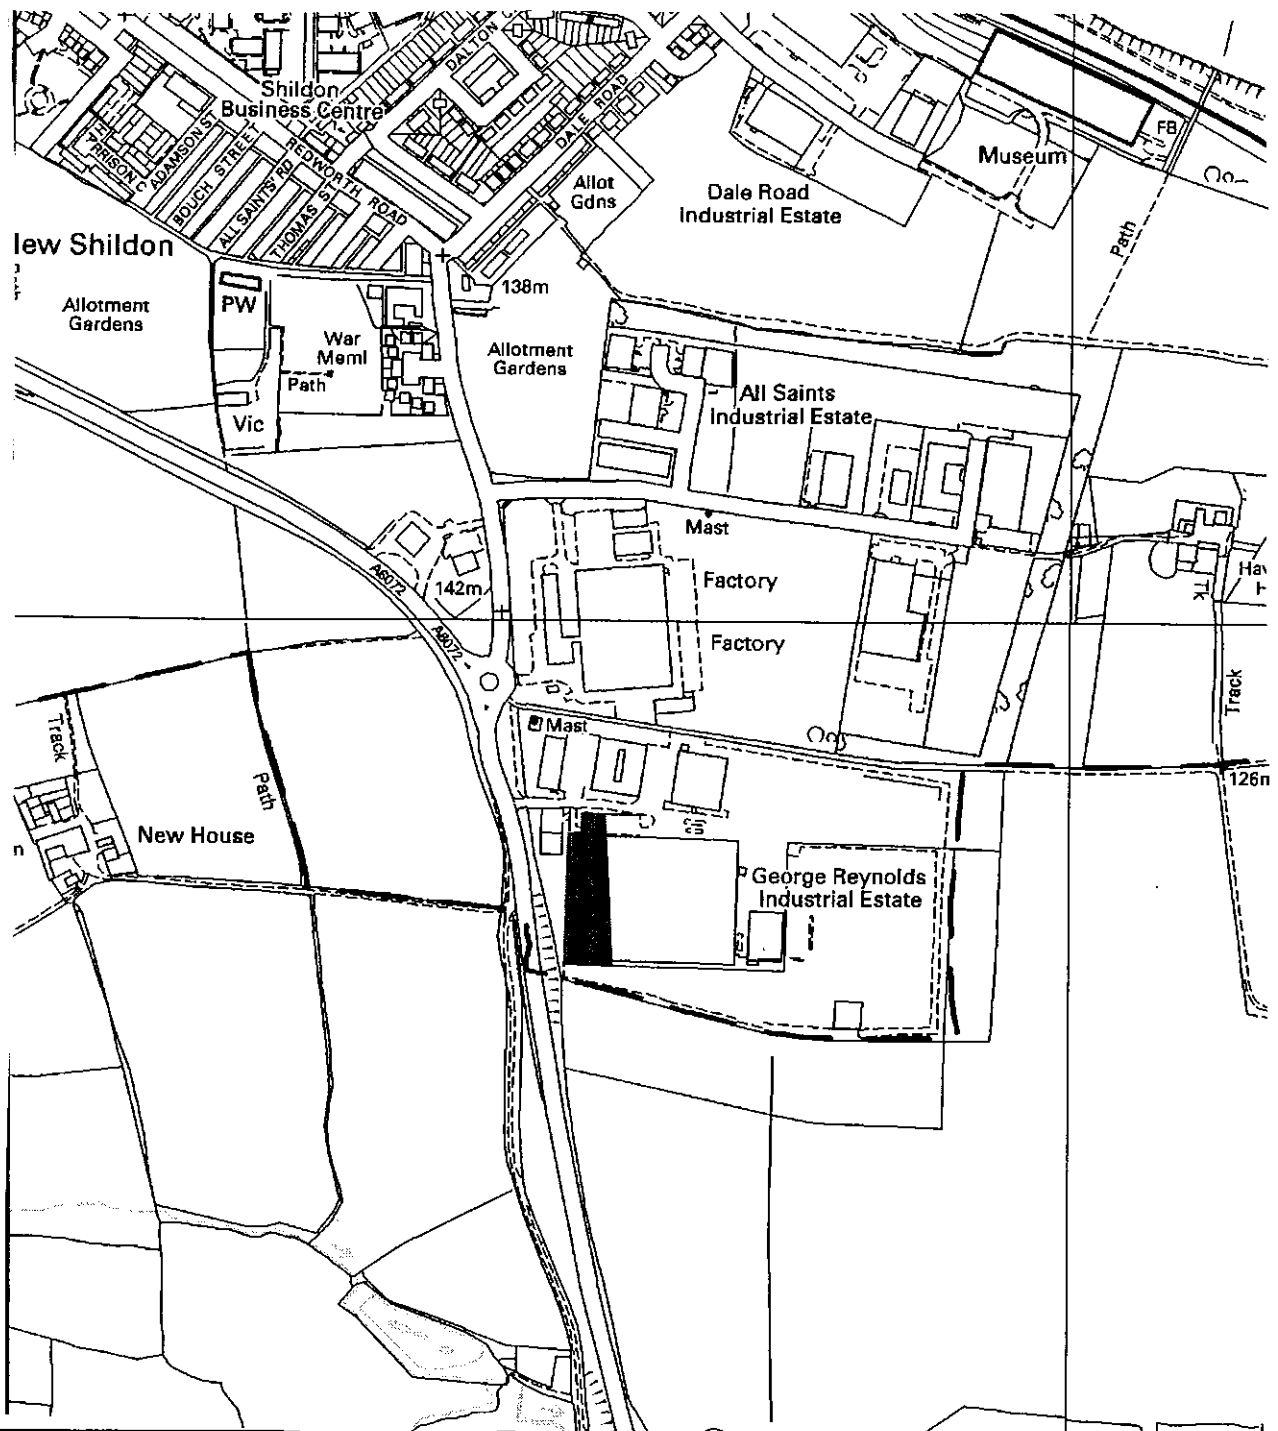 DALTON
Shildon
Business Centre
DALE ROAD
FB
Museum
ADAMSON ST
BOUCH STREET
ALL SAINTS' RD
THOMAS ST
REDWORTH ROAD
Allot
Gdns
Dale Road
Industrial Estate
Path
lew Shildon
138m
Allotment
Gardens
PW
War
Meml
Path
Vic
Allotment
Gardens
All Saints
Industrial Estate
Mast
A6072
142m
Factory
Tk
Factory
Track
Mast
Track
Path
126m
New House
George Reynolds
Industrial Estate